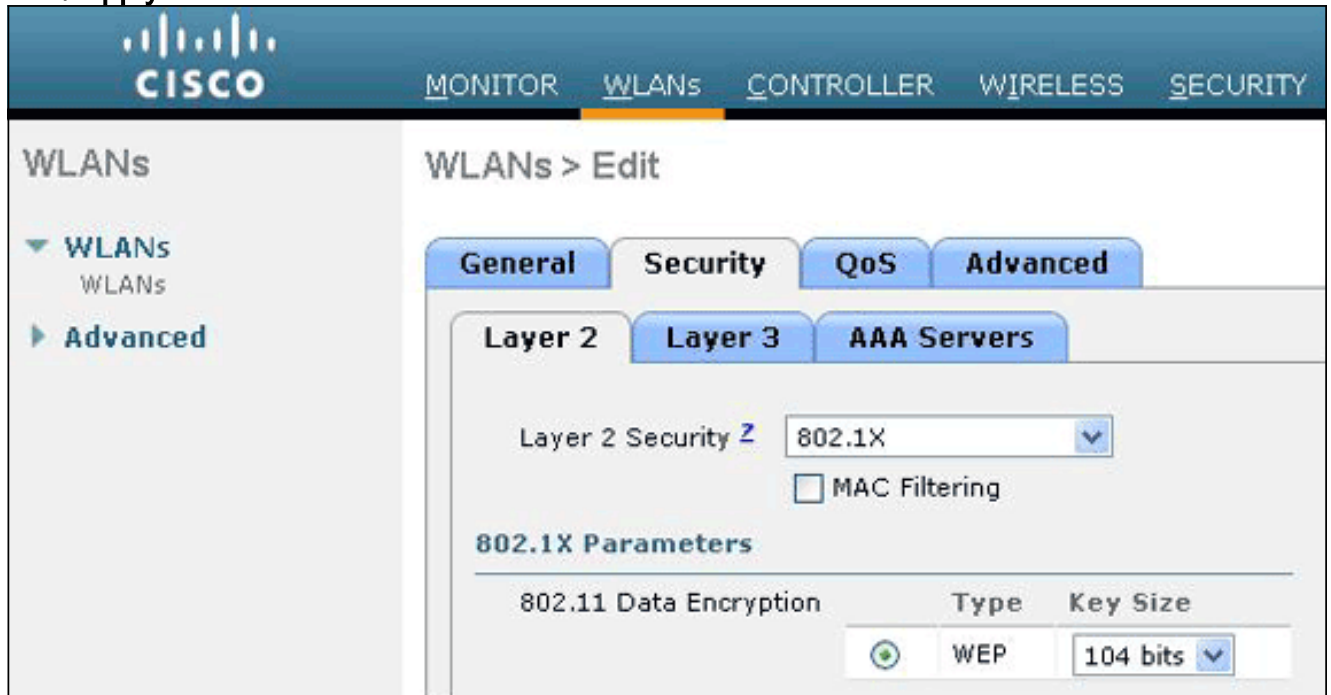 CISCO
MONITOR WLANs CONTROLLER WIRELESS SECURITY
WLANs
WLANs
WLANs
Advanced
WLANs > Edit
General Security QoS Advanced
Layer 2 Layer 3 AAA Servers
Layer 2 Security 802.1X
MAC Filtering
802.1X Parameters
802.11 Data Encryption Type Key Size
WEP 104 bits